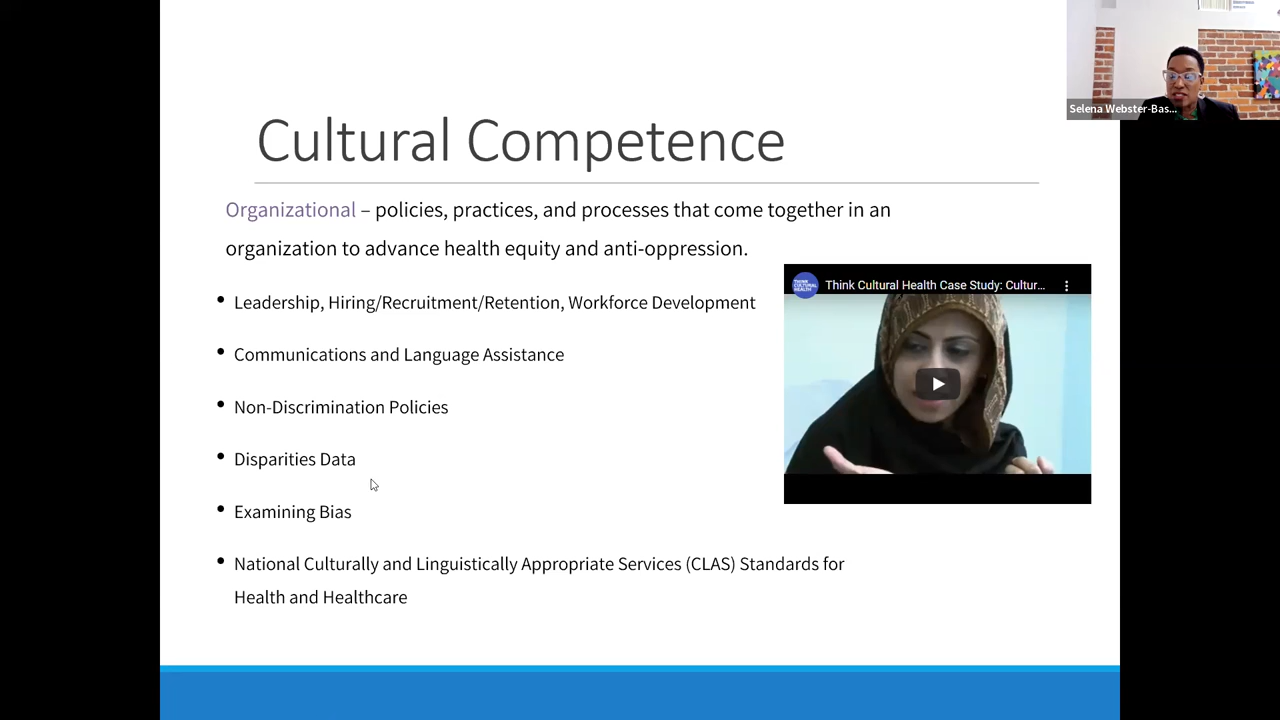 Selena Webster-Bas...
Cultural Competence
Organizational – policies, practices, and processes that come together in an
organization to advance health equity and anti-oppression.
• Leadership, Hiring/Recruitment/Retention, Workforce Development
• Communications and Language Assistance
• Non-Discrimination Policies
• Disparities Data
• Examining Bias
• National Culturally and Linguistically Appropriate Services (CLAS) Standards for
Health and Healthcare
THINK CULTURAL HEALTH
Think Cultural Health Case Study: Cultur...